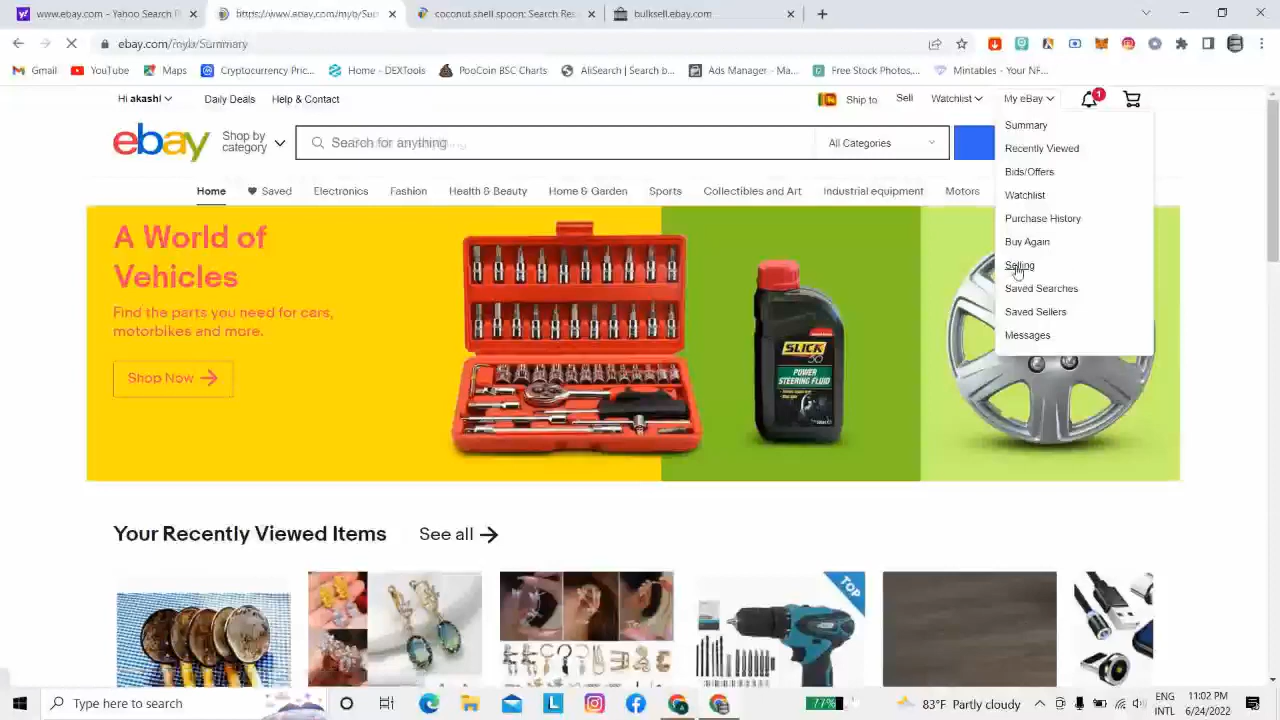 www.ebay.com - Yahoo Search R
https://www.ebay.com/myb/Sum
coconut shell spoon: Search Res
bulksell.ebay.com
ebay.com/myb/Summary
Gmail
YouTube
Maps
Cryptocurrency Pric...
Home - DEXTools
PooCoin BSC Charts
AliSearch | Search b...
Ads Manager - Ma...
Free Stock Photos,...
Mintables - Your NF...
Hi akashi
Daily Deals
Help & Contact
Ship to
Sell
Watchlist
My eBay
1
ebay
Shop by
category
Search for anything
All Categories
Summary
Recently Viewed
Bids/Offers
Watchlist
Purchase History
Buy Again
Selling
Saved Searches
Saved Sellers
Messages
Home
Saved
Electronics
Fashion
Health & Beauty
Home & Garden
Sports
Collectibles and Art
Industrial equipment
Motors
A World of
Vehicles
Find the parts you need for cars,
motorbikes and more.
Shop Now
SLICK
50
POWER
STEERING FLUID
Your Recently Viewed Items
See all
TOP
Type here to search
77%
83°F Partly cloudy
ENG
INTL
11:02 PM
6/24/2022